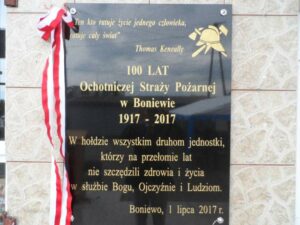 "Ten kto ratuje życie jednego człowieka,
ratuje cały świat"
Thomas Keneally
100 LAT
Ochotniczej Straży Pożarnej
w Boniewie
1917 - 2017
W hołdzie wszystkim druhom jednostki,
którzy na przełomie lat
nie szczędzili zdrowia i życia
w służbie Bogu, Ojczyźnie i Ludziom.
Boniewo, 1 lipca 2017 r.